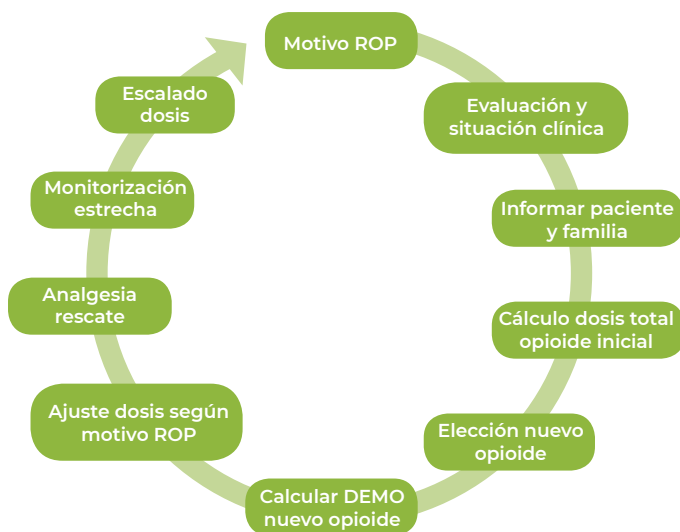 Motivo ROP
Evaluación y
situación clínica
Informar paciente
y familia
Cálculo dosis total
opioide inicial
Elección nuevo
opioide
Calcular DEMO
nuevo opioide
Ajuste dosis según
motivo ROP
Analgesia
rescate
Monitorización
estrecha
Escalado
dosis